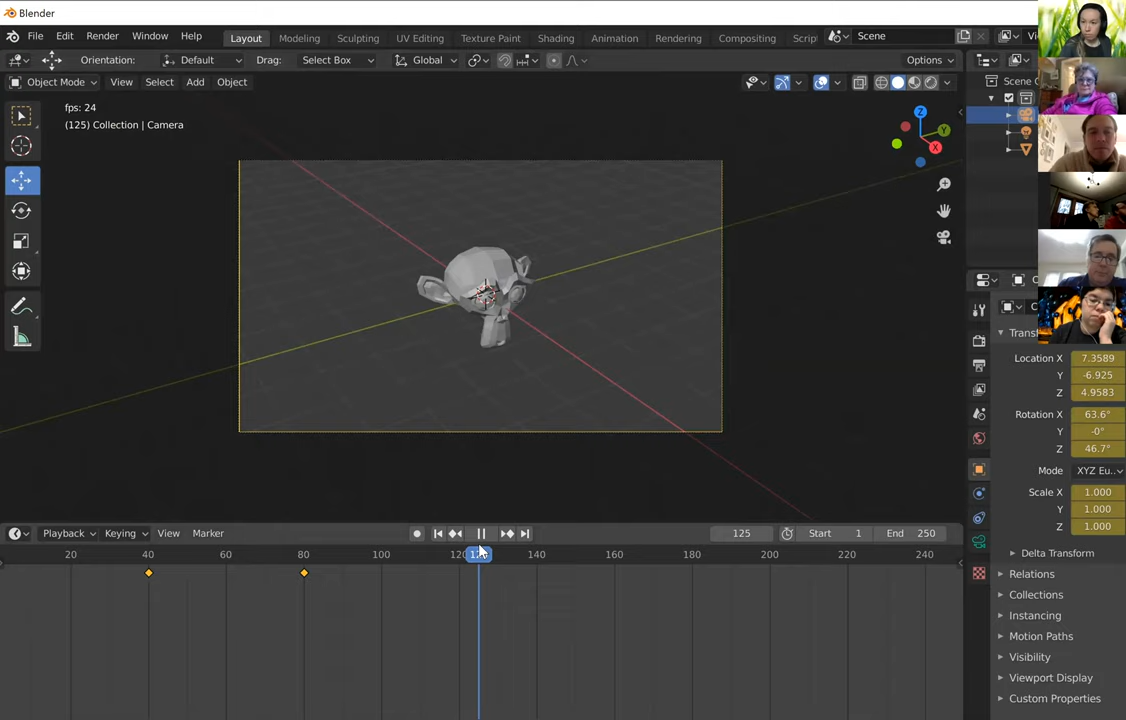 Blender
File Edit Render Window Help Layout Modeling Sculpting UV Editing Texture Paint Shading Animation Rendering Compositing Scrip Scene
Orientation: Default Drag: Select Box Global Options
Object Mode View Select Add Object Scene C
fps: 24
(125) Collection | Camera
Z
Y
X
Transf
Location X 7.3589
Y -6.925
Z 4.9583
Rotation X 63.6°
Y -0°
Z 46.7°
Mode XYZ Eu..
Scale X 1.000
Y 1.000
Z 1.000
Delta Transform
Relations
Collections
Instancing
Motion Paths
Visibility
Viewport Display
Custom Properties
Playback Keying View Marker 125 Start 1 End 250
20 40 60 80 100 120 140 160 180 200 220 240